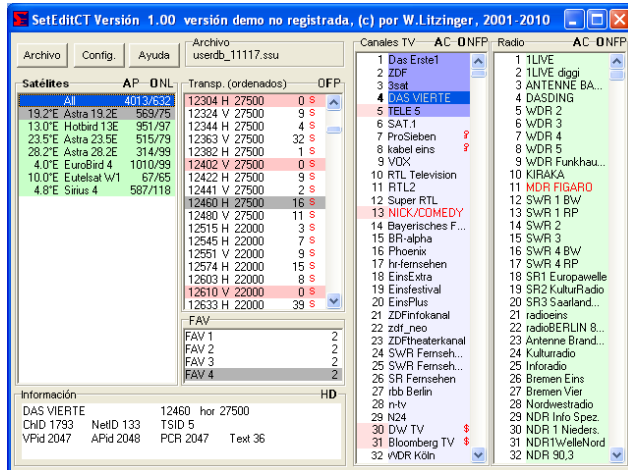 SetEditCT Versión 1.00 versión demo no registrada, (c) por W.Litzinger, 2001-2010
Archivo Config. Ayuda
Archivo
userdb_11117.ssu
Satélites AP ONL
All 4013/632
19.2°E Astra 19.2E 569/75
13.0°E Hotbird 13E 951/97
23.5°E Astra 23.5E 515/79
28.2°E Astra 28.2E 314/99
4.0°E EuroBird 4 1010/99
10.0°E Eutelsat W1 67/65
4.8°E Sirius 4 587/118
Transp. (ordenados) OFP
12304 H 27500 0 S
12324 V 27500 9 S
12344 H 27500 4 S
12363 V 27500 32 S
12382 H 27500 1 S
12402 V 27500 0 S
12422 H 27500 9 S
12441 V 27500 2 S
12460 H 27500 16 S
12480 V 27500 11 S
12515 H 22000 3 S
12545 H 22000 7 S
12551 V 22000 9 S
12574 H 22000 15 S
12603 H 22000 8 S
12610 V 22000 0 S
12633 H 22000 39 S
FAV
FAV 1 2
FAV 2 2
FAV 3 2
FAV 4 2
Información HD
DAS VIERTE 12460 hor 27500
ChID 1793 NetID 133 TSID 5
VPid 2047 APid 2048 PCR 2047 Text 36
Canales TV AC ONFP
1 Das Erste1
2 ZDF
3 3sat
4 DAS VIERTE
5 TELE 5
6 SAT.1
7 ProSieben
8 kabel eins
9 VOX
10 RTL Television
11 RTL2
12 Super RTL
13 NICK/COMEDY
14 Bayerisches F...
15 BR-alpha
16 Phoenix
17 hr-fernsehen
18 EinsExtra
19 Einsfestival
20 EinsPlus
21 ZDFinfokanal
22 zdf_neo
23 ZDFtheaterkanal
24 SWR Fernseh...
25 SWR Fernseh...
26 SR Fernsehen
27 rbb Berlin
28 n-tv
29 N24
30 DW TV $
31 Bloomberg TV $
32 WDR Köln
Radio AC ONFP
1 1LIVE
2 1LIVE diggi
3 ANTENNE BA...
4 DASDING
5 WDR 2
6 WDR 3
7 WDR 4
8 WDR 5
9 WDR Funkhau...
10 KIRAKA
11 MDR FIGARO
12 SWR 1 BW
13 SWR 1 RP
14 SWR 2
15 SWR 3
16 SWR 4 BW
17 SWR 4 RP
18 SR1 Europawelle
19 SR2 KulturRadio
20 SR3 Saarland...
21 radioeins
22 radioBERLIN 8...
23 Antenne Brand...
24 Kulturradio
25 Inforadio
26 Bremen Eins
27 Bremen Vier
28 Nordwestradio
29 NDR Info Spez.
30 NDR 1 Nieders.
31 NDR1WelleNord
32 NDR 90,3